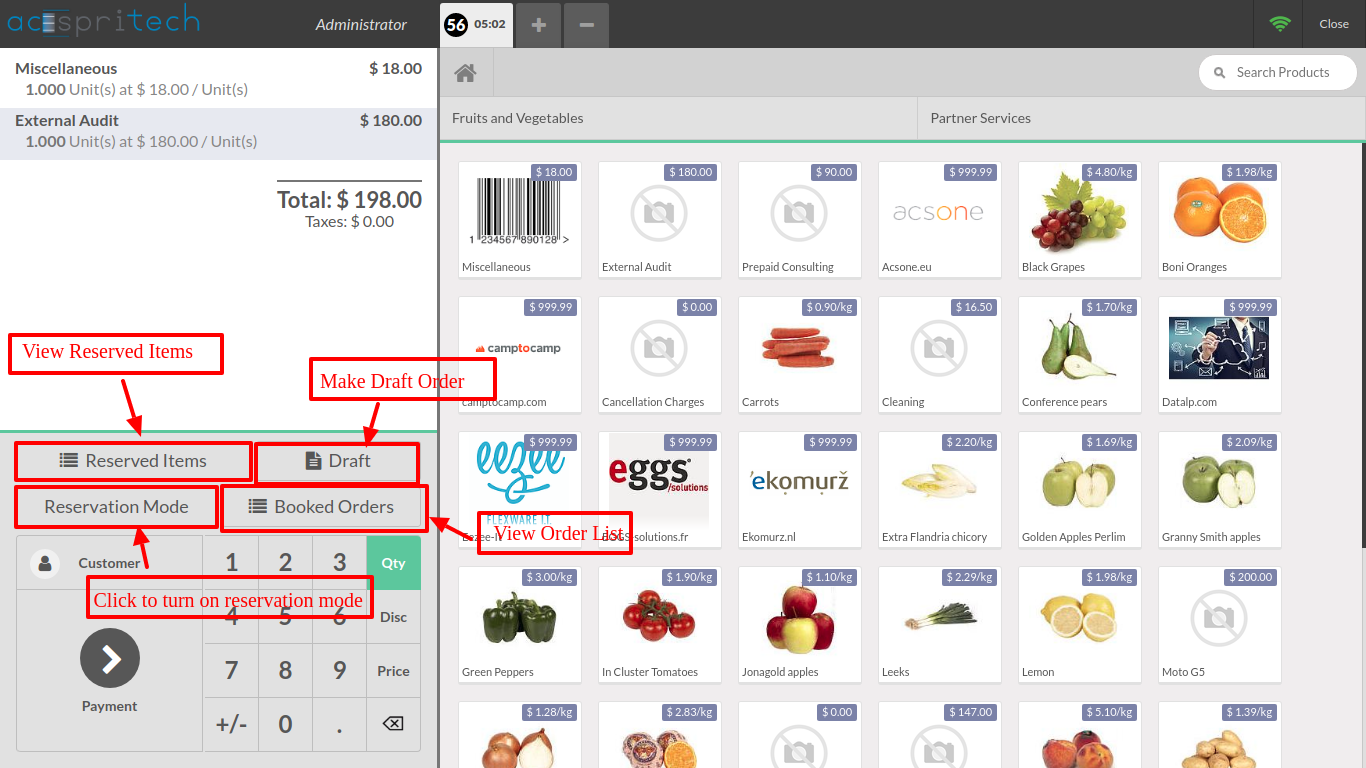 acespritech
Administrator
56 05:02
Close
Miscellaneous $ 18.00
1.000 Unit(s) at $ 18.00 / Unit(s)
External Audit $ 180.00
1.000 Unit(s) at $ 180.00 / Unit(s)
Total: $ 198.00
Taxes: $ 0.00
View Reserved Items
Make Draft Order
Reserved Items
Draft
Reservation Mode
Booked Orders
View Order List
Customer
1 2 3 Qty
Click to turn on reservation mode
4 5 6 Disc
7 8 9 Price
Payment
+/- 0 .
Search Products
Fruits and Vegetables
Partner Services
$ 18.00
1 234567 890128 >
Miscellaneous
$ 180.00
External Audit
$ 90.00
Prepaid Consulting
$ 999.99
acsone
Acsone.eu
$ 4.80/kg
Black Grapes
$ 1.98/kg
Boni Oranges
$ 999.99
camptocamp
camptocamp.com
$ 0.00
Cancellation Charges
$ 0.90/kg
Carrots
$ 16.50
Cleaning
$ 1.70/kg
Conference pears
$ 999.99
Datalp.com
$ 999.99
eezee
FLEXWARE I.T.
Eezee-It
$ 999.99
eggs
/solutions
EGGS-solutions.fr
$ 999.99
'ekomurž
Ekomurz.nl
$ 2.20/kg
Extra Flandria chicory
$ 1.69/kg
Golden Apples Perlim
$ 2.09/kg
Granny Smith apples
$ 3.00/kg
Green Peppers
$ 1.90/kg
In Cluster Tomatoes
$ 1.10/kg
Jonagold apples
$ 2.29/kg
Leeks
$ 1.98/kg
Lemon
$ 200.00
Moto G5
$ 1.28/kg
$ 2.83/kg
$ 0.00
$ 147.00
$ 5.10/kg
$ 1.39/kg